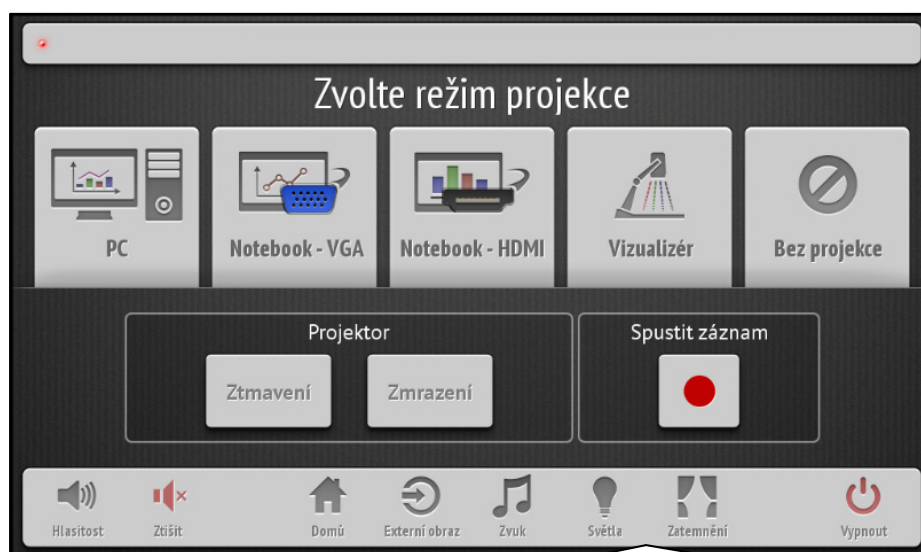 Zvolte režim projekce
PC
Notebook - VGA
Notebook - HDMI
Vizualizér
Bez projekce
Projektor
Ztmavení
Zmrazení
Spustit záznam
Hlasitost
Ztišit
Domů
Externí obraz
Zvuk
Světla
Zatemnění
Vypnout